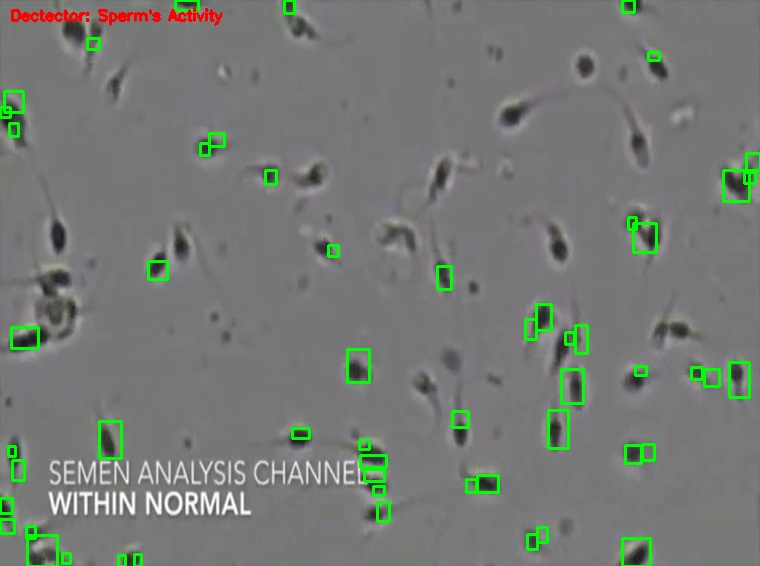 Dectector: Sperm's Activity
SEMEN ANALYSIS CHANNEL
WITHIN NORMAL